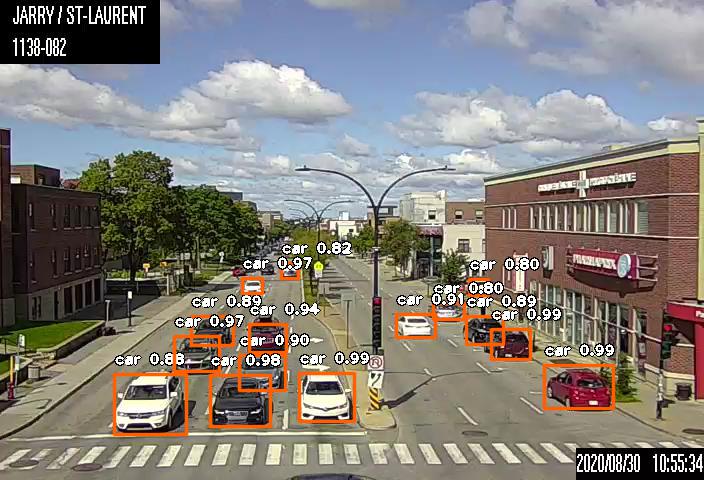 JARRY / ST-LAURENT
1138-082
car 0.82
car 0.97
car 0.80
car 0.80
car 0.91
car 0.89
car 0.94
car 0.89
car 0.97
car 0.90
car 0.99
car 0.88
car 0.98
car 0.99
car 0.99
2020/08/30 10:55:34